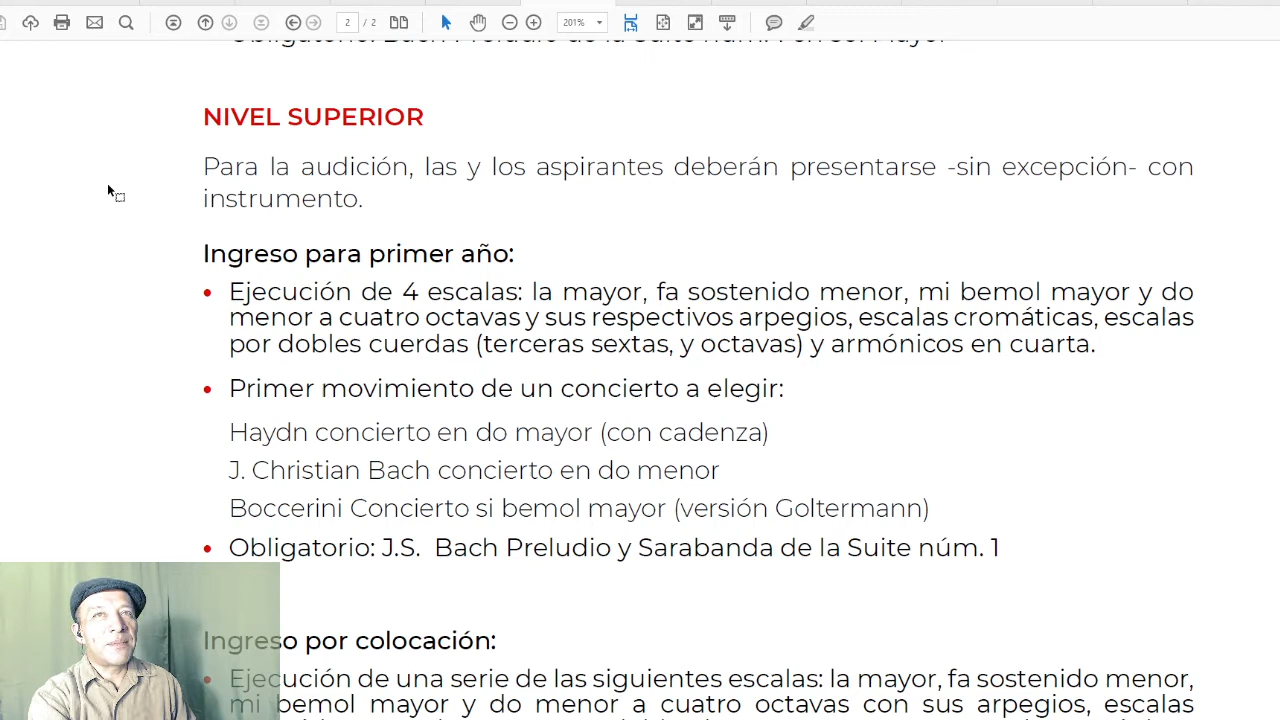 2 / 2
201%
NIVEL SUPERIOR
Para la audición, las y los aspirantes deberán presentarse -sin excepción- con
instrumento.
Ingreso para primer año:
• Ejecución de 4 escalas: la mayor, fa sostenido menor, mi bemol mayor y do
menor a cuatro octavas y sus respectivos arpegios, escalas cromáticas, escalas
por dobles cuerdas (terceras sextas, y octavas) y armónicos en cuarta.
• Primer movimiento de un concierto a elegir:
Haydn concierto en do mayor (con cadenza)
J. Christian Bach concierto en do menor
Boccerini Concierto si bemol mayor (versión Goltermann)
• Obligatorio: J.S. Bach Preludio y Sarabanda de la Suite núm. 1
Ingreso por colocación:
• Ejecución de una serie de las siguientes escalas: la mayor, fa sostenido menor,
mi bemol mayor y do menor a cuatro octavas con sus arpegios, escalas